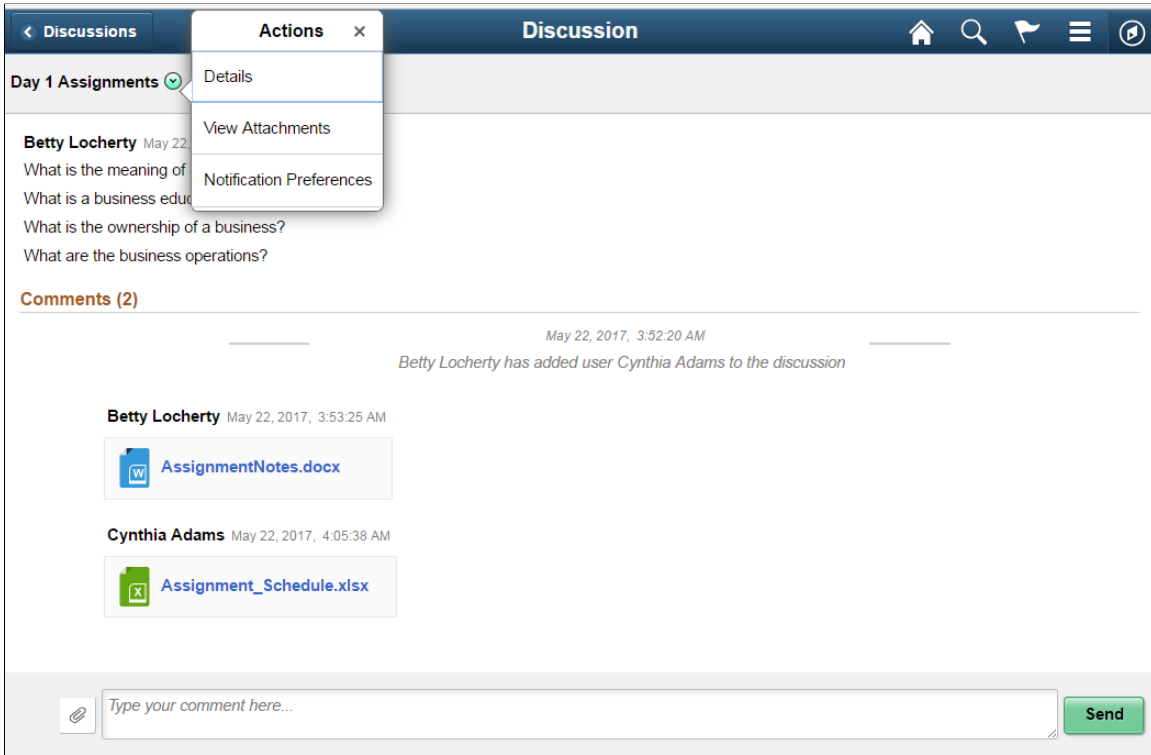 Discussions
Actions ×
Discussion
Day 1 Assignments
Details
View Attachments
Notification Preferences
Betty Locherty May 22,
What is the meaning of
What is a business
What is the ownership of a business?
What are the business operations?
Comments (2)
May 22, 2017, 3:52:20 AM
Betty Locherty has added user Cynthia Adams to the discussion
Betty Locherty May 22, 2017, 3:53:25 AM
W AssignmentNotes.docx
Cynthia Adams May 22, 2017, 4:05:38 AM
X Assignment_Schedule.xlsx
Type your comment here...
Send